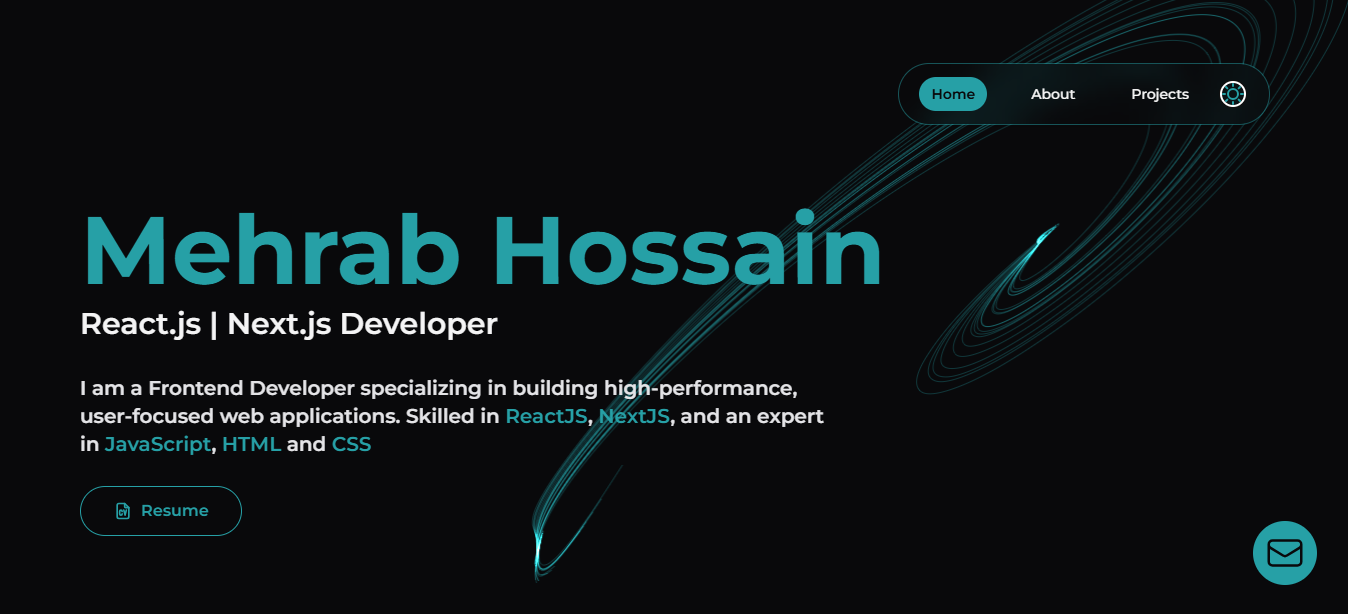 Home About Projects
Mehrab Hossain
React.js | Next.js Developer
I am a Frontend Developer specializing in building high-performance,
user-focused web applications. Skilled in ReactJS, NextJS, and an expert
in JavaScript, HTML and CSS
CV Resume